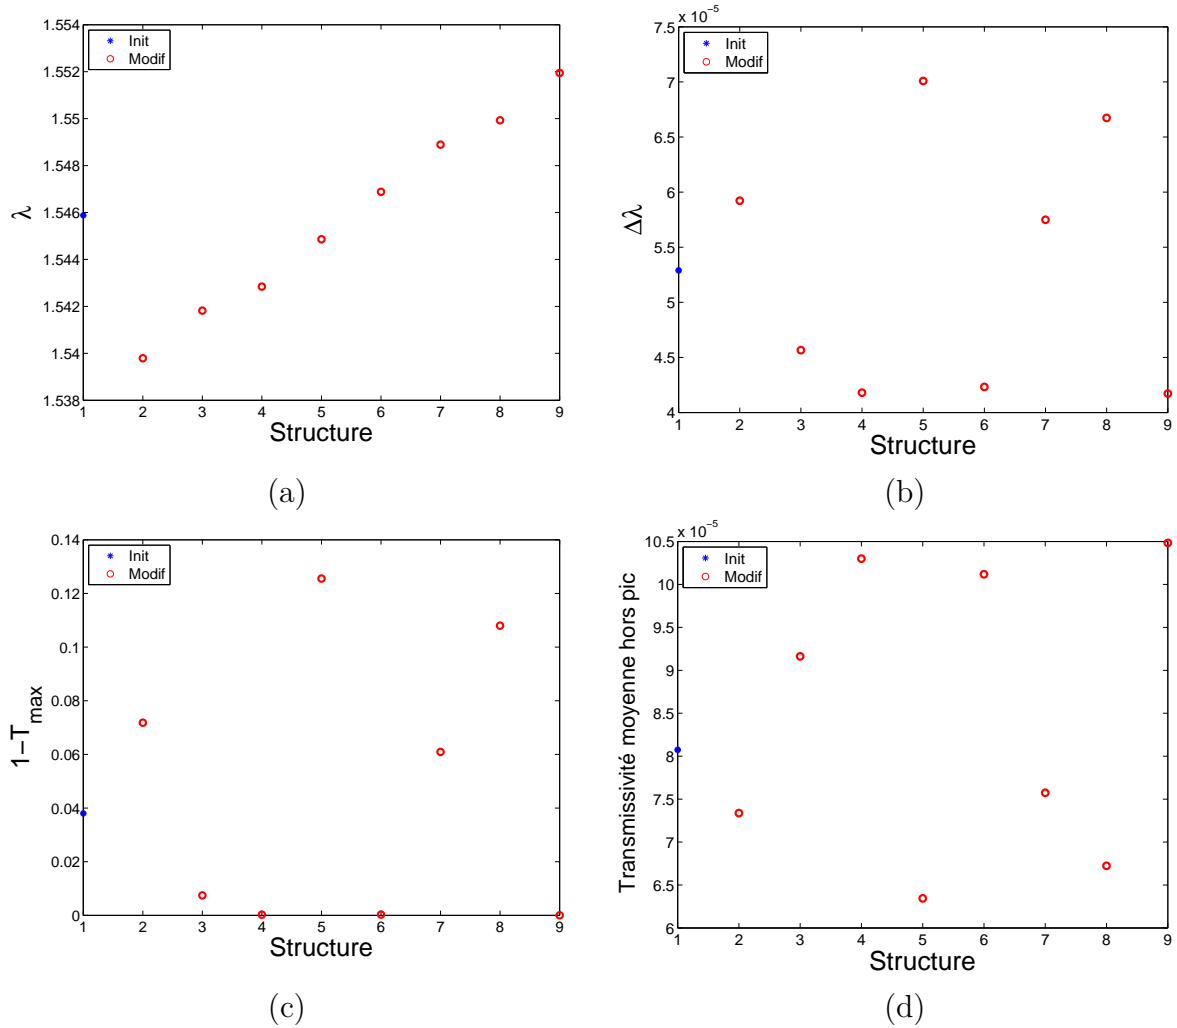 1.554
1.552
1.55
1.548
1.546
1.544
1.542
1.54
1.538
λ
Init
Modif
1 2 3 4 5 6 7 8 9
Structure
(a)
x 10⁻⁵
7.5
7
6.5
6
5.5
5
4.5
4
Δλ
Init
Modif
1 2 3 4 5 6 7 8 9
Structure
(b)
0.14
0.12
0.1
0.08
0.06
0.04
0.02
0
1−T_max
Init
Modif
1 2 3 4 5 6 7 8 9
Structure
(c)
x 10⁻⁵
10.5
10
9.5
9
8.5
8
7.5
7
6.5
6
Transmissivité moyenne hors pic
Init
Modif
1 2 3 4 5 6 7 8 9
Structure
(d)